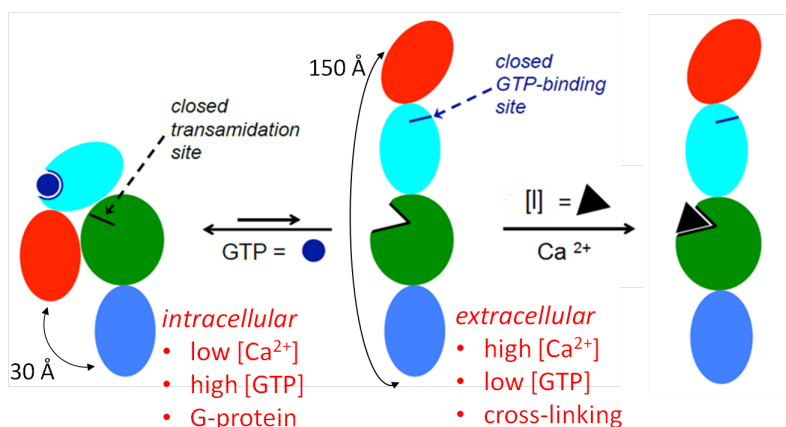 closed
transamidation
site
30 Å
GTP =
intracellular
• low [Ca²⁺]
• high [GTP]
• G-protein
150 Å
closed
GTP-binding
site
[I] =
Ca ²⁺
extracellular
• high [Ca²⁺]
• low [GTP]
• cross-linking